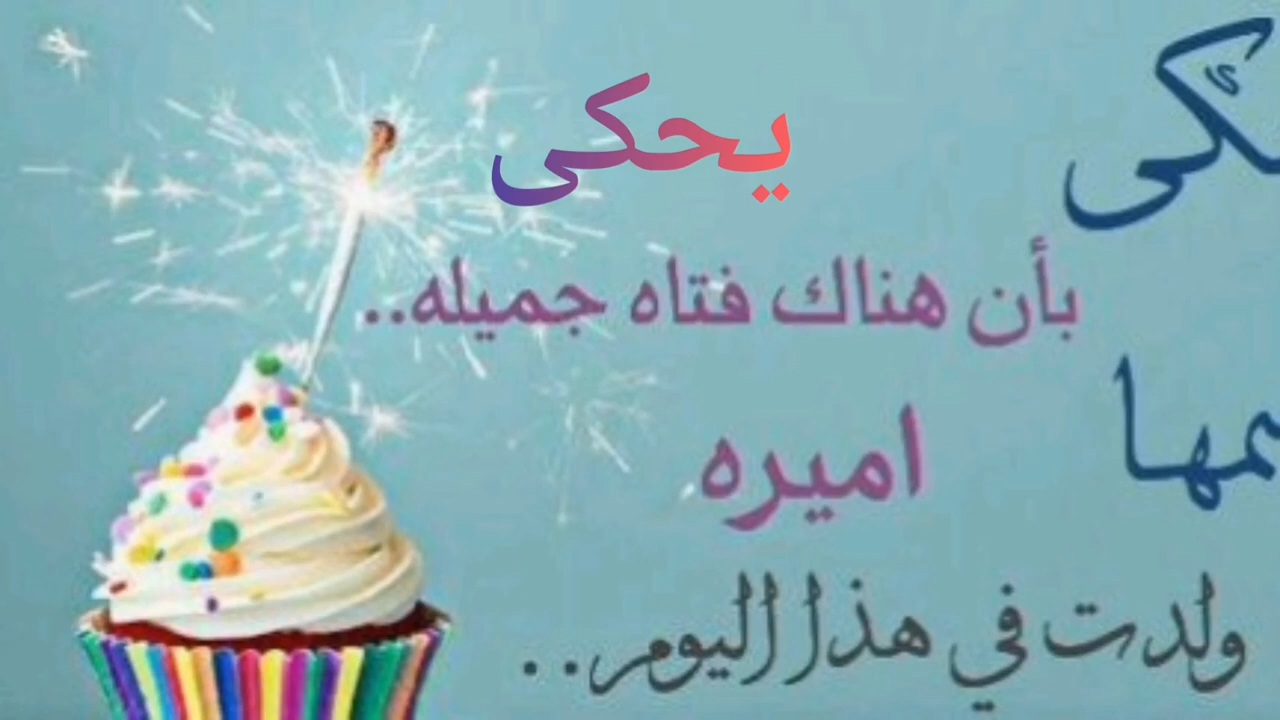 يحكى
بأن هناك فتاه جميله..
اميره
ولدت في هذا اليوم..